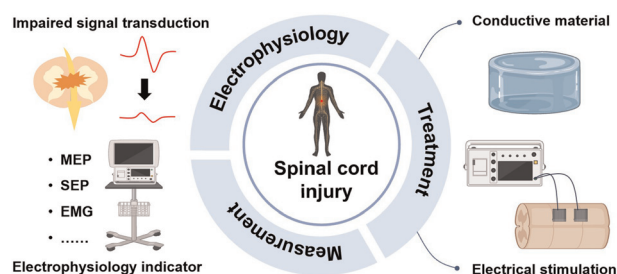 Impaired signal transduction
• MEP
• SEP
• EMG
• ......
Electrophysiology indicator
Electrophysiology
Treatment
Measurement
Spinal cord
injury
Conductive material
Electrical stimulation